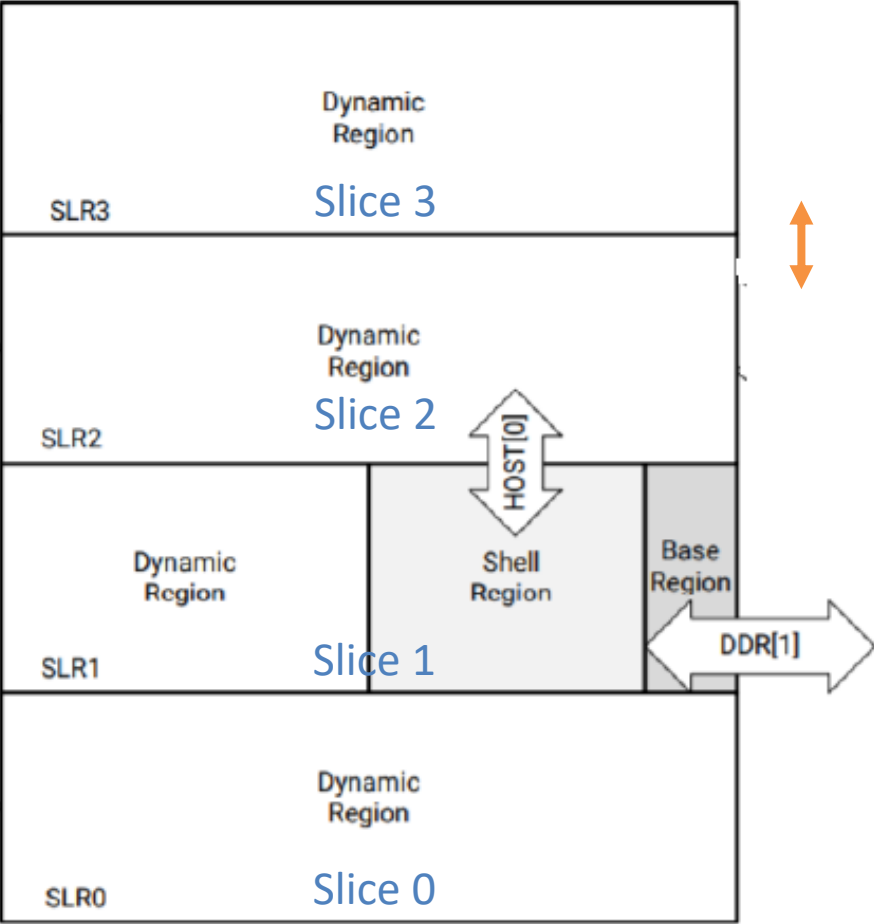 Dynamic
Region
Slice 3
SLR3
Dynamic
Region
Slice 2
SLR2
HOST[0]
Dynamic
Region
Shell
Region
Base
Region
DDR[1]
Slice 1
SLR1
Dynamic
Region
Slice 0
SLR0